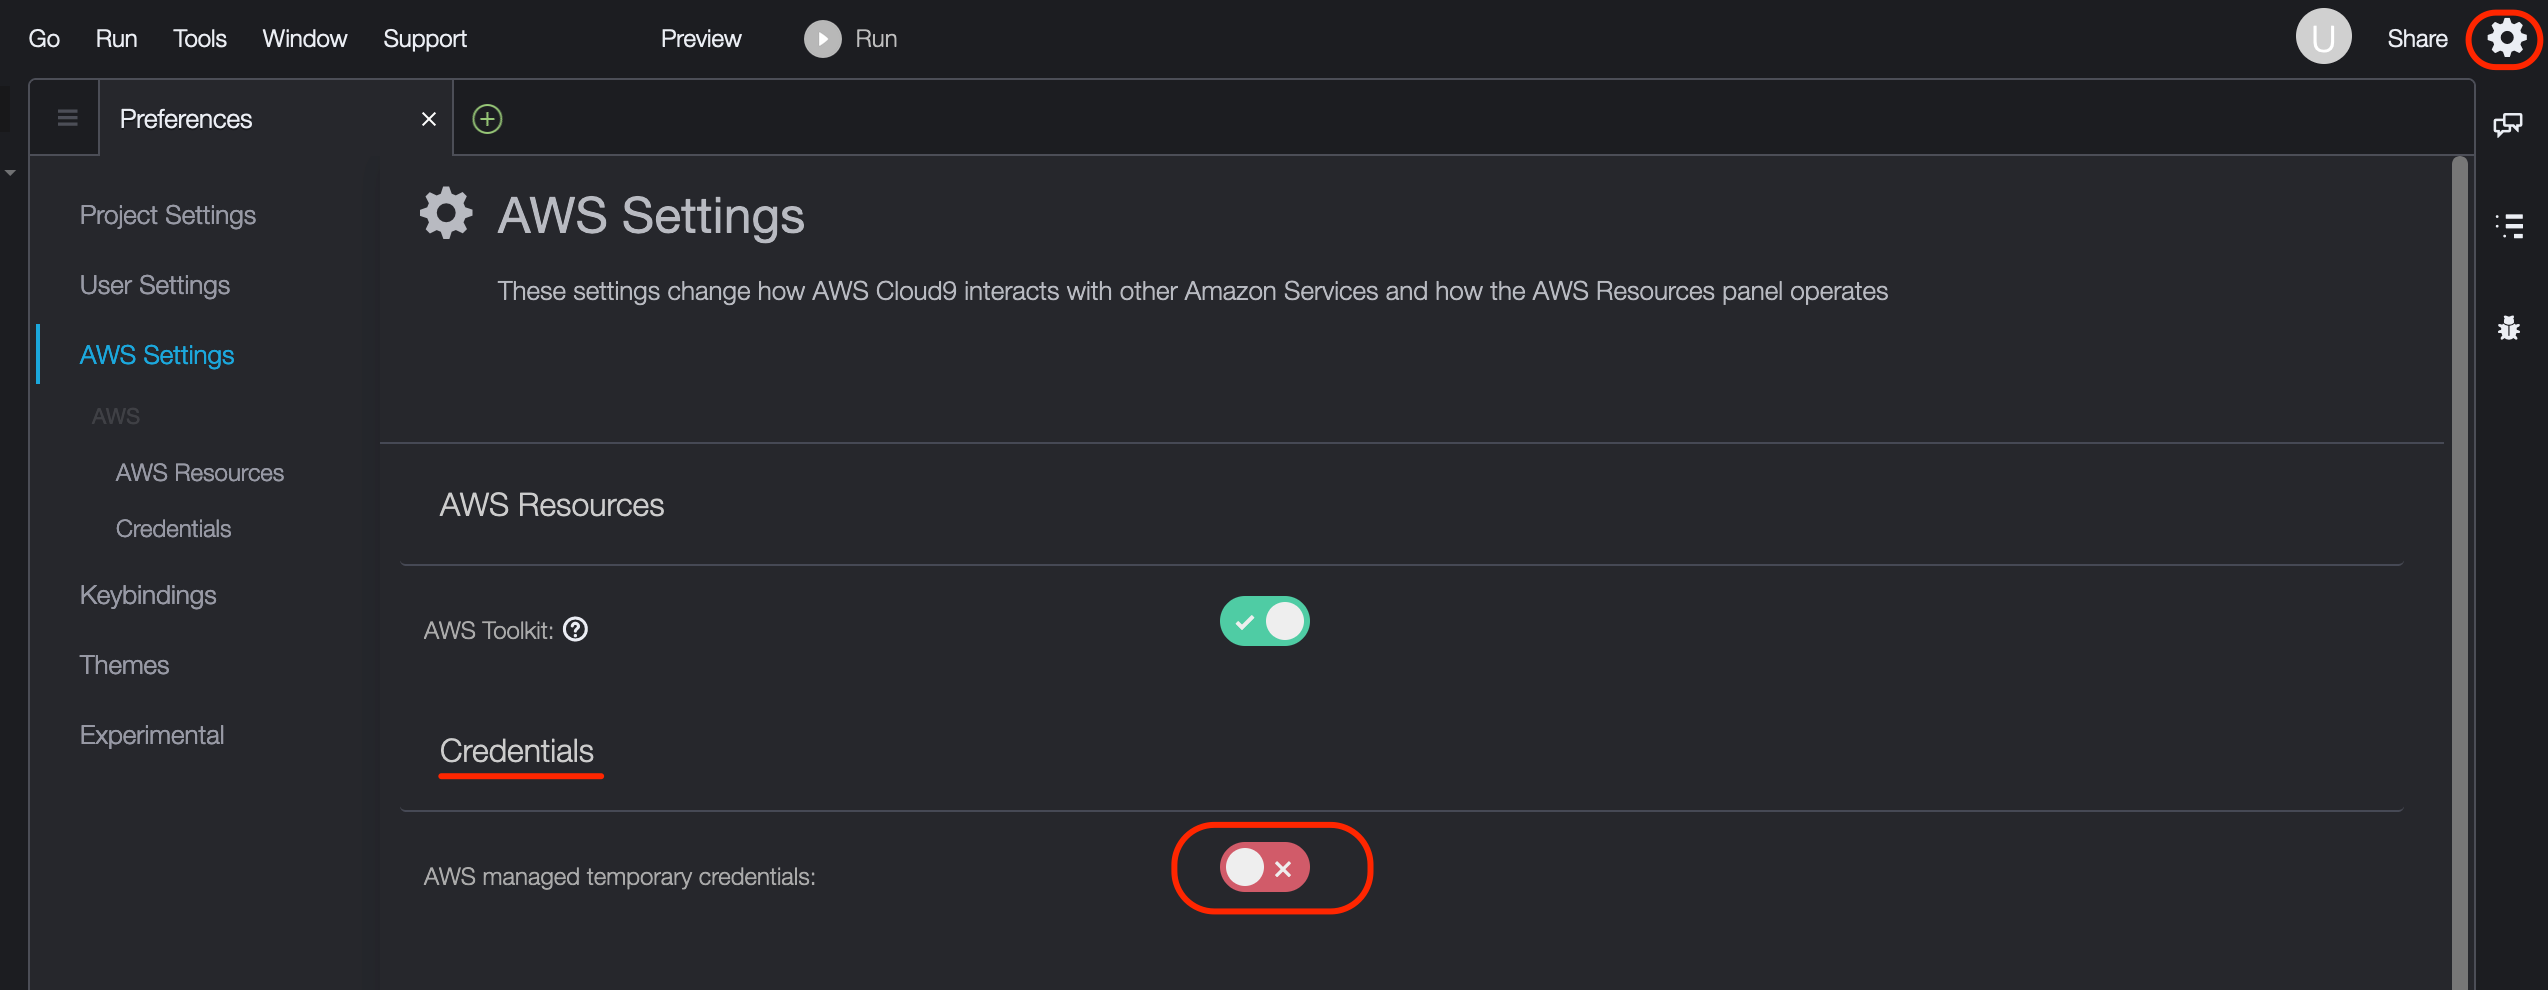 Go Run Tools Window Support Preview Run U Share
Preferences
Project Settings
User Settings
AWS Settings
AWS
AWS Resources
Credentials
Keybindings
Themes
Experimental
AWS Settings
These settings change how AWS Cloud9 interacts with other Amazon Services and how the AWS Resources panel operates
AWS Resources
AWS Toolkit:
Credentials
AWS managed temporary credentials: